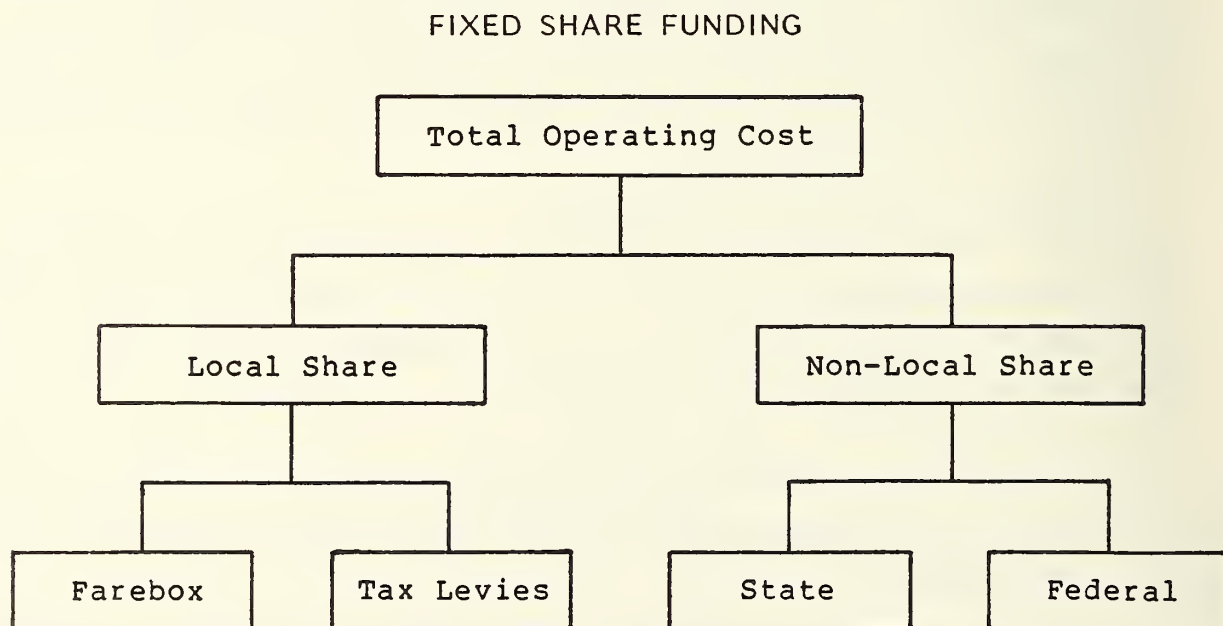 FIXED SHARE FUNDING
Total Operating Cost
Local Share
Non-Local Share
Farebox
Tax Levies
State
Federal